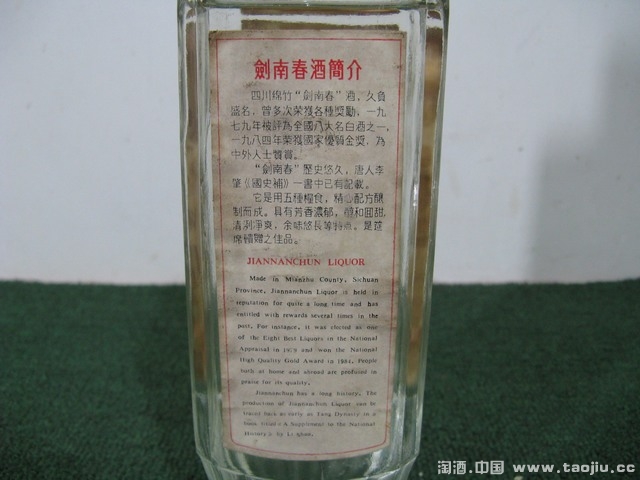 劍南春酒簡介
四川綿竹“劍南春”酒，久負
盛名，曾多次荣獲各種獎勵，一九
七九年被評為全國八大名白酒之一，
一九八四年荣獲國家優質金獎，為
中外人士贊賞。
“劍南春”歷史悠久，唐人李
肇《國史補》一書中已有記載。
它是用五種糧食，精心配方釀
制而成。具有芳香濃郁，醇和回甜，
清洌凈爽，余味悠長等特点。是筵
席饋贈之佳品。
JIANNANCHUN LIQUOR
Made in Mianzhu County, Sichuan
Province, Jiannanchun Liquor is held in
reputation for quite a long time and has
entitled with rewards several times in the
past. For instance, it was elected as one
of the Eight Best Liquors in the National
Appraisal in 1979 and won the National
High Quality Gold Award in 1984. People
both at home and abroad are profused in
praise for its quality.
Jiannanchun has a long history. The
production of Jiannanchun Liquor can be
traced back as early as Tang Dynasty in a
book titled《A Supplement to the National
History》 by Li zhao.
淘酒.中国 www.taojiu.cc